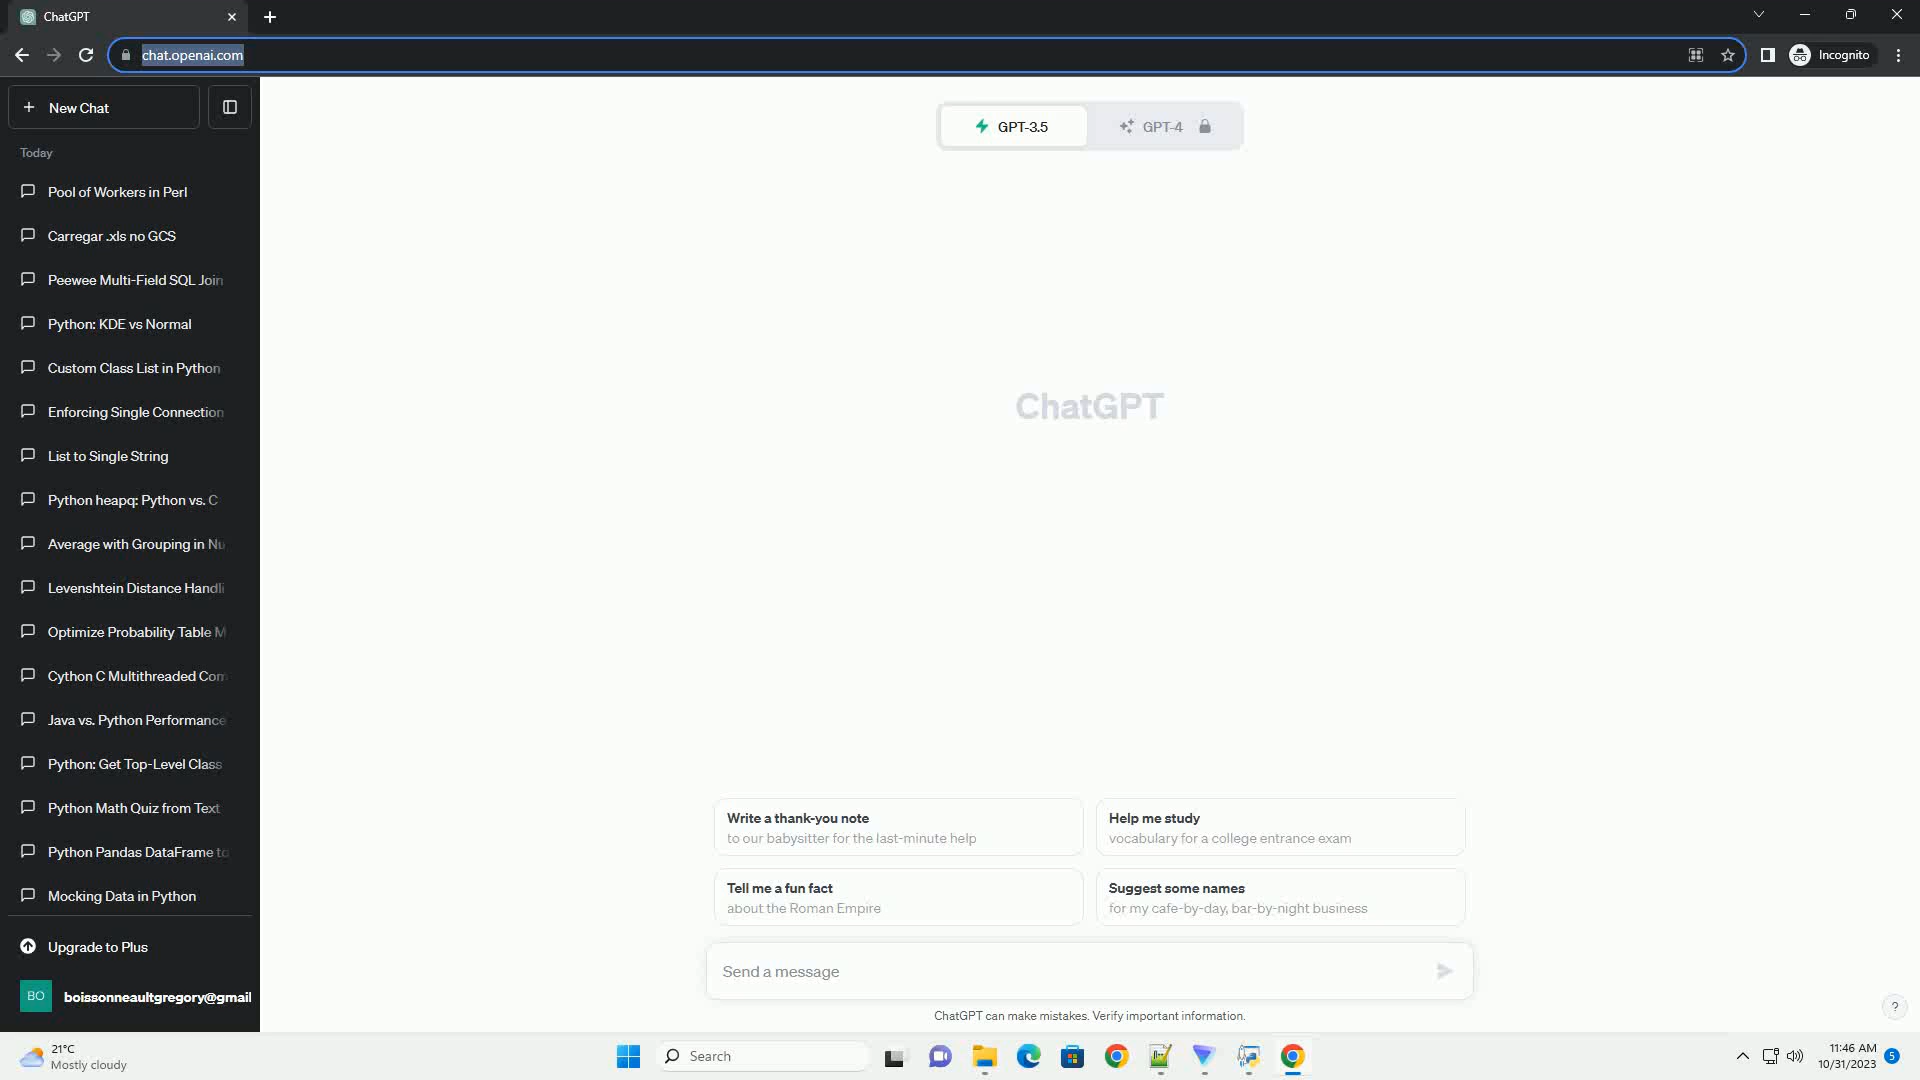 ChatGPT
chat.openai.com
Incognito
New Chat
Today
Pool of Workers in Perl
Carregar .xls no GCS
Peewee Multi-Field SQL Join
Python: KDE vs Normal
Custom Class List in Python
Enforcing Single Connection
List to Single String
Python heapq: Python vs. C
Average with Grouping in Nu
Levenshtein Distance Handli
Optimize Probability Table M
Cython C Multithreaded Com
Java vs. Python Performance
Python: Get Top-Level Class
Python Math Quiz from Text
Python Pandas DataFrame to
Mocking Data in Python
Upgrade to Plus
BO boissonneaultgregory@gmail
GPT-3.5
GPT-4
ChatGPT
Write a thank-you note
to our babysitter for the last-minute help
Help me study
vocabulary for a college entrance exam
Tell me a fun fact
about the Roman Empire
Suggest some names
for my cafe-by-day, bar-by-night business
Send a message
ChatGPT can make mistakes. Verify important information.
?
21°C
Mostly cloudy
Search
11:46 AM
10/31/2023
5